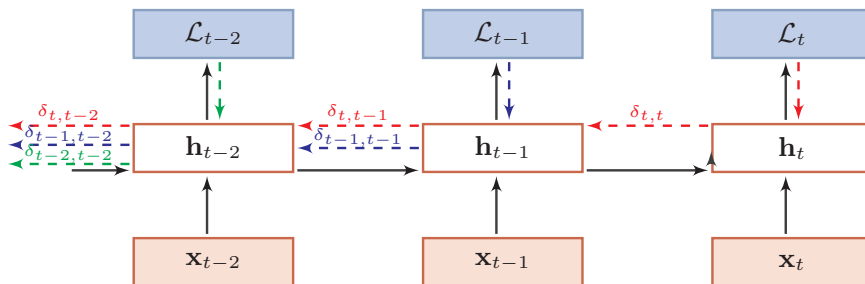 ℒ_{t−2} ℒ_{t−1} ℒ_t
δ_{t,t−2} δ_{t,t−1} δ_{t,t}
δ_{t−1,t−2} δ_{t−1,t−1}
δ_{t−2,t−2}
h_{t−2} h_{t−1} h_t
x_{t−2} x_{t−1} x_t